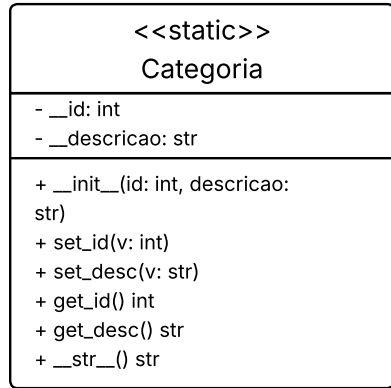 <<static>>
Categoria
- __id: int
- __descricao: str
+ __init__(id: int, descricao:
str)
+ set_id(v: int)
+ set_desc(v: str)
+ get_id() int
+ get_desc() str
+ __str__() str